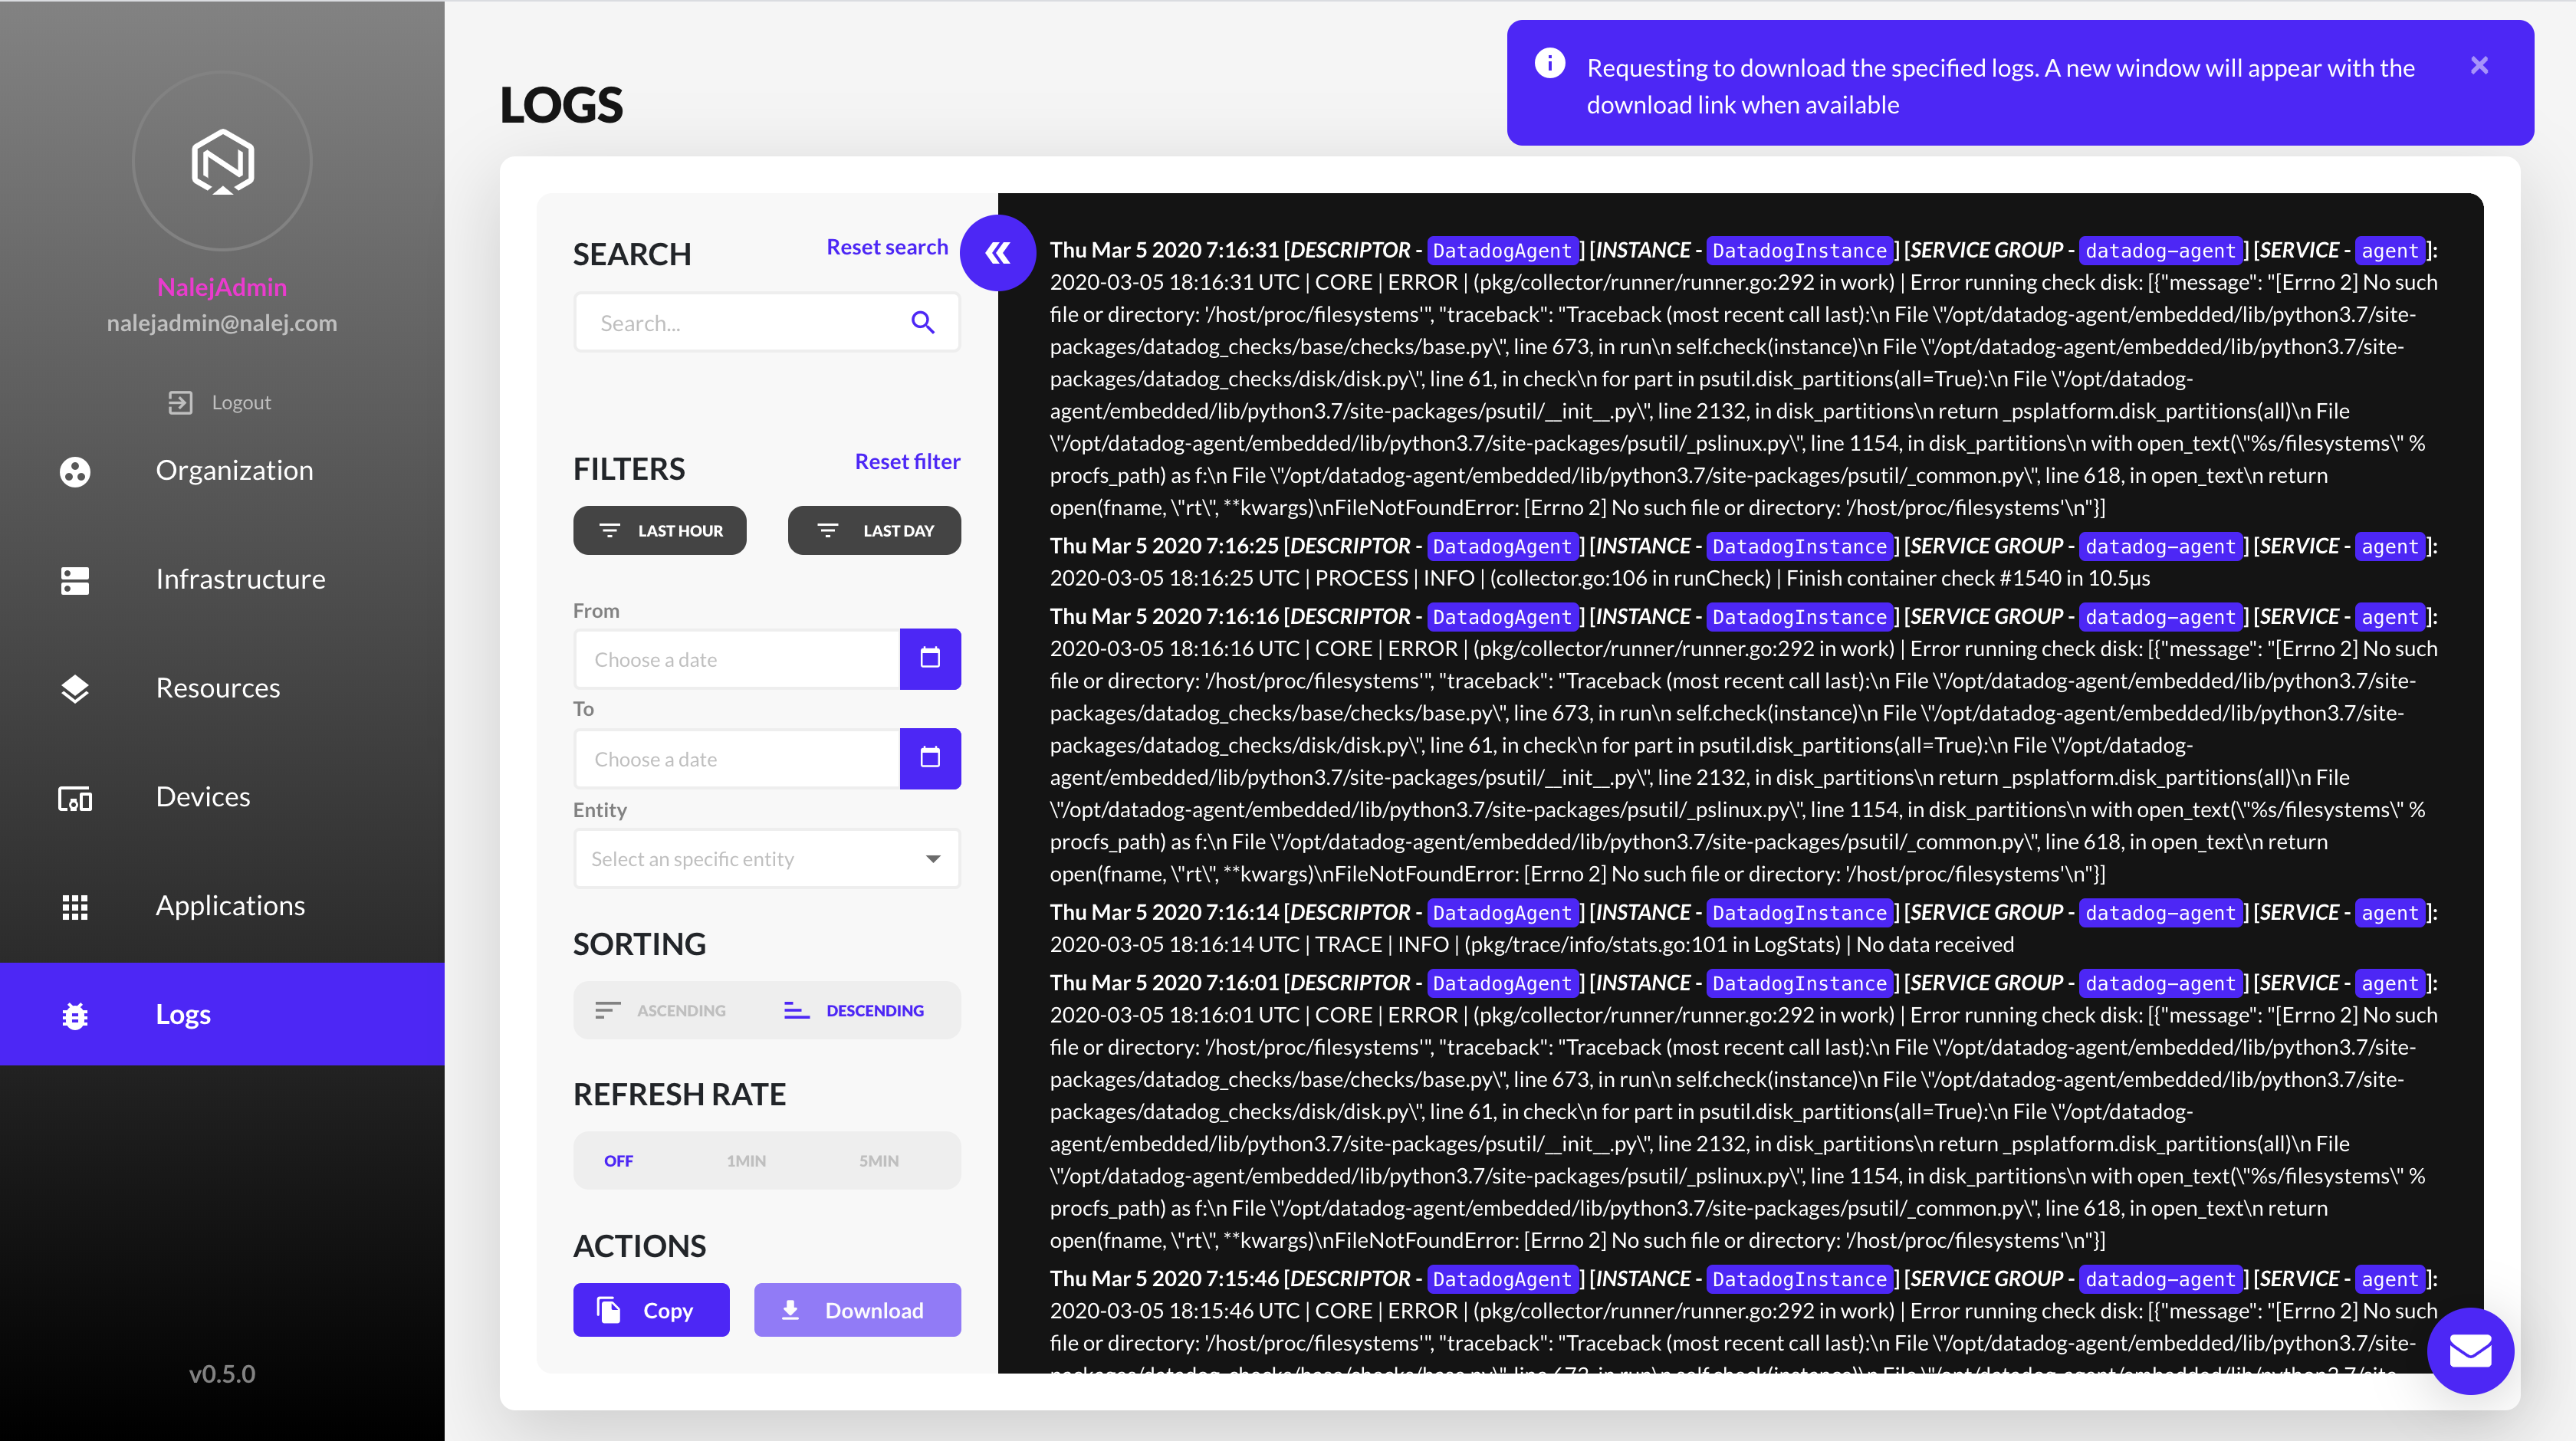 NalejAdmin
nalejadmin@nalej.com
Logout
Organization
Infrastructure
Resources
Devices
Applications
Logs
v0.5.0
LOGS
Requesting to download the specified logs. A new window will appear with the
download link when available
SEARCH
Reset search
Search...
FILTERS
Reset filter
LAST HOUR
LAST DAY
From
Choose a date
To
Choose a date
Entity
Select an specific entity
SORTING
ASCENDING
DESCENDING
REFRESH RATE
OFF
1MIN
5MIN
ACTIONS
Copy
Download
Thu Mar 5 2020 7:16:31 [DESCRIPTOR - DatadogAgent] [INSTANCE - DatadogInstance] [SERVICE GROUP - datadog-agent] [SERVICE - agent]:
2020-03-05 18:16:31 UTC | CORE | ERROR | (pkg/collector/runner/runner.go:292 in work) | Error running check disk: [{"message": "[Errno 2] No such
file or directory: '/host/proc/filesystems'", "traceback": "Traceback (most recent call last):\n File \"/opt/datadog-agent/embedded/lib/python3.7/site-
packages/datadog_checks/base/checks/base.py\", line 673, in run\n self.check(instance)\n File \"/opt/datadog-agent/embedded/lib/python3.7/site-
packages/datadog_checks/disk/disk.py\", line 61, in check\n for part in psutil.disk_partitions(all=True):\n File \"/opt/datadog-
agent/embedded/lib/python3.7/site-packages/psutil/__init__.py\", line 2132, in disk_partitions\n return _psplatform.disk_partitions(all)\n File
\"/opt/datadog-agent/embedded/lib/python3.7/site-packages/psutil/_pslinux.py\", line 1154, in disk_partitions\n with open_text(\"%s/filesystems\" %
procfs_path) as f:\n File \"/opt/datadog-agent/embedded/lib/python3.7/site-packages/psutil/_common.py\", line 618, in open_text\n return
open(fname, \"rt\", **kwargs)\nFileNotFoundError: [Errno 2] No such file or directory: '/host/proc/filesystems'\n"}]
Thu Mar 5 2020 7:16:25 [DESCRIPTOR - DatadogAgent] [INSTANCE - DatadogInstance] [SERVICE GROUP - datadog-agent] [SERVICE - agent]:
2020-03-05 18:16:25 UTC | PROCESS | INFO | (collector.go:106 in runCheck) | Finish container check #1540 in 10.5µs
Thu Mar 5 2020 7:16:16 [DESCRIPTOR - DatadogAgent] [INSTANCE - DatadogInstance] [SERVICE GROUP - datadog-agent] [SERVICE - agent]:
2020-03-05 18:16:16 UTC | CORE | ERROR | (pkg/collector/runner/runner.go:292 in work) | Error running check disk: [{"message": "[Errno 2] No such
file or directory: '/host/proc/filesystems'", "traceback": "Traceback (most recent call last):\n File \"/opt/datadog-agent/embedded/lib/python3.7/site-
packages/datadog_checks/base/checks/base.py\", line 673, in run\n self.check(instance)\n File \"/opt/datadog-agent/embedded/lib/python3.7/site-
packages/datadog_checks/disk/disk.py\", line 61, in check\n for part in psutil.disk_partitions(all=True):\n File \"/opt/datadog-
agent/embedded/lib/python3.7/site-packages/psutil/__init__.py\", line 2132, in disk_partitions\n return _psplatform.disk_partitions(all)\n File
\"/opt/datadog-agent/embedded/lib/python3.7/site-packages/psutil/_pslinux.py\", line 1154, in disk_partitions\n with open_text(\"%s/filesystems\" %
procfs_path) as f:\n File \"/opt/datadog-agent/embedded/lib/python3.7/site-packages/psutil/_common.py\", line 618, in open_text\n return
open(fname, \"rt\", **kwargs)\nFileNotFoundError: [Errno 2] No such file or directory: '/host/proc/filesystems'\n"}]
Thu Mar 5 2020 7:16:14 [DESCRIPTOR - DatadogAgent] [INSTANCE - DatadogInstance] [SERVICE GROUP - datadog-agent] [SERVICE - agent]:
2020-03-05 18:16:14 UTC | TRACE | INFO | (pkg/trace/info/stats.go:101 in LogStats) | No data received
Thu Mar 5 2020 7:16:01 [DESCRIPTOR - DatadogAgent] [INSTANCE - DatadogInstance] [SERVICE GROUP - datadog-agent] [SERVICE - agent]:
2020-03-05 18:16:01 UTC | CORE | ERROR | (pkg/collector/runner/runner.go:292 in work) | Error running check disk: [{"message": "[Errno 2] No such
file or directory: '/host/proc/filesystems'", "traceback": "Traceback (most recent call last):\n File \"/opt/datadog-agent/embedded/lib/python3.7/site-
packages/datadog_checks/base/checks/base.py\", line 673, in run\n self.check(instance)\n File \"/opt/datadog-agent/embedded/lib/python3.7/site-
packages/datadog_checks/disk/disk.py\", line 61, in check\n for part in psutil.disk_partitions(all=True):\n File \"/opt/datadog-
agent/embedded/lib/python3.7/site-packages/psutil/__init__.py\", line 2132, in disk_partitions\n return _psplatform.disk_partitions(all)\n File
\"/opt/datadog-agent/embedded/lib/python3.7/site-packages/psutil/_pslinux.py\", line 1154, in disk_partitions\n with open_text(\"%s/filesystems\" %
procfs_path) as f:\n File \"/opt/datadog-agent/embedded/lib/python3.7/site-packages/psutil/_common.py\", line 618, in open_text\n return
open(fname, \"rt\", **kwargs)\nFileNotFoundError: [Errno 2] No such file or directory: '/host/proc/filesystems'\n"}]
Thu Mar 5 2020 7:15:46 [DESCRIPTOR - DatadogAgent] [INSTANCE - DatadogInstance] [SERVICE GROUP - datadog-agent] [SERVICE - agent]:
2020-03-05 18:15:46 UTC | CORE | ERROR | (pkg/collector/runner/runner.go:292 in work) | Error running check disk: [{"message": "[Errno 2] No such
file or directory: '/host/proc/filesystems'", "traceback": "Traceback (most recent call last):\n File \"/opt/datadog-agent/embedded/lib/python3.7/site-